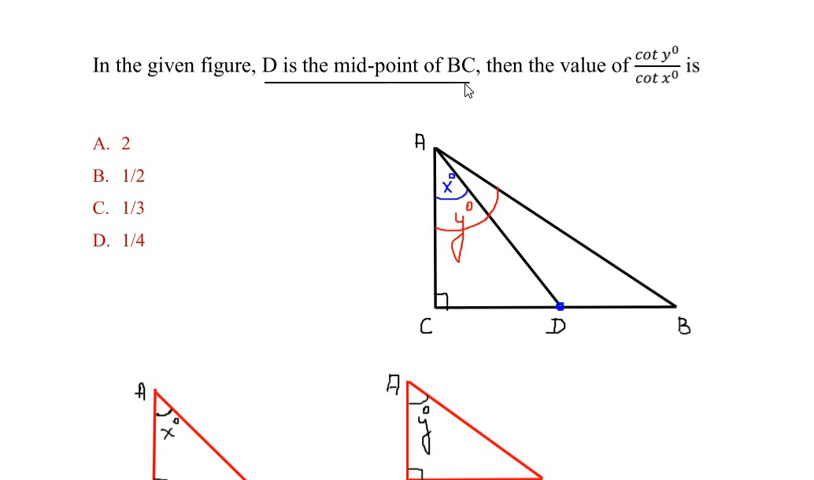 In the given figure, D is the mid-point of BC, then the value of cot y⁰/cot x⁰ is
A. 2
B. 1/2
C. 1/3
D. 1/4
A
x⁰
y⁰
C
D
B
A
x⁰
A
y⁰